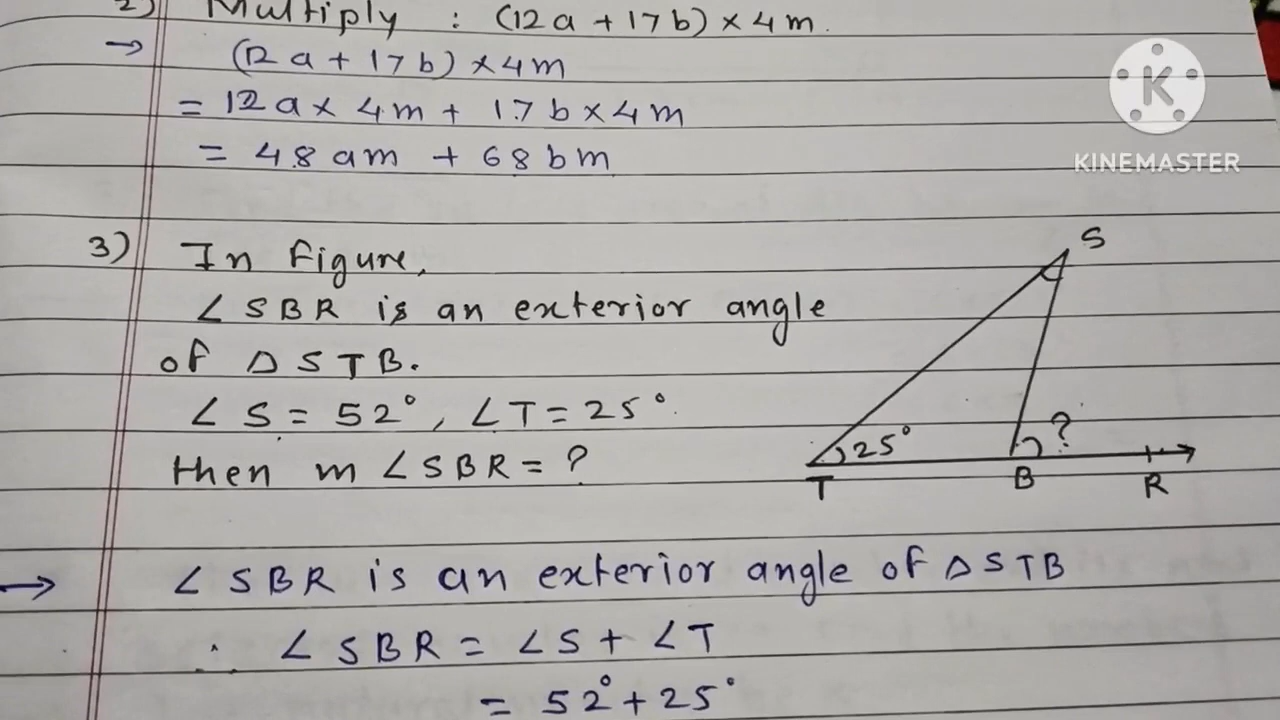 2) Multiply : (12a + 17b) × 4m.
→ (12a + 17b) × 4m
= 12a × 4m + 17b × 4m
= 48am + 68bm
K
KINEMASTER
3) In figure,
∠SBR is an exterior angle
of △STB.
∠S = 52°, ∠T = 25°.
then m∠SBR = ?
S
25°
?
T
B
R
→ ∠SBR is an exterior angle of △STB
∴ ∠SBR = ∠S + ∠T
= 52° + 25°